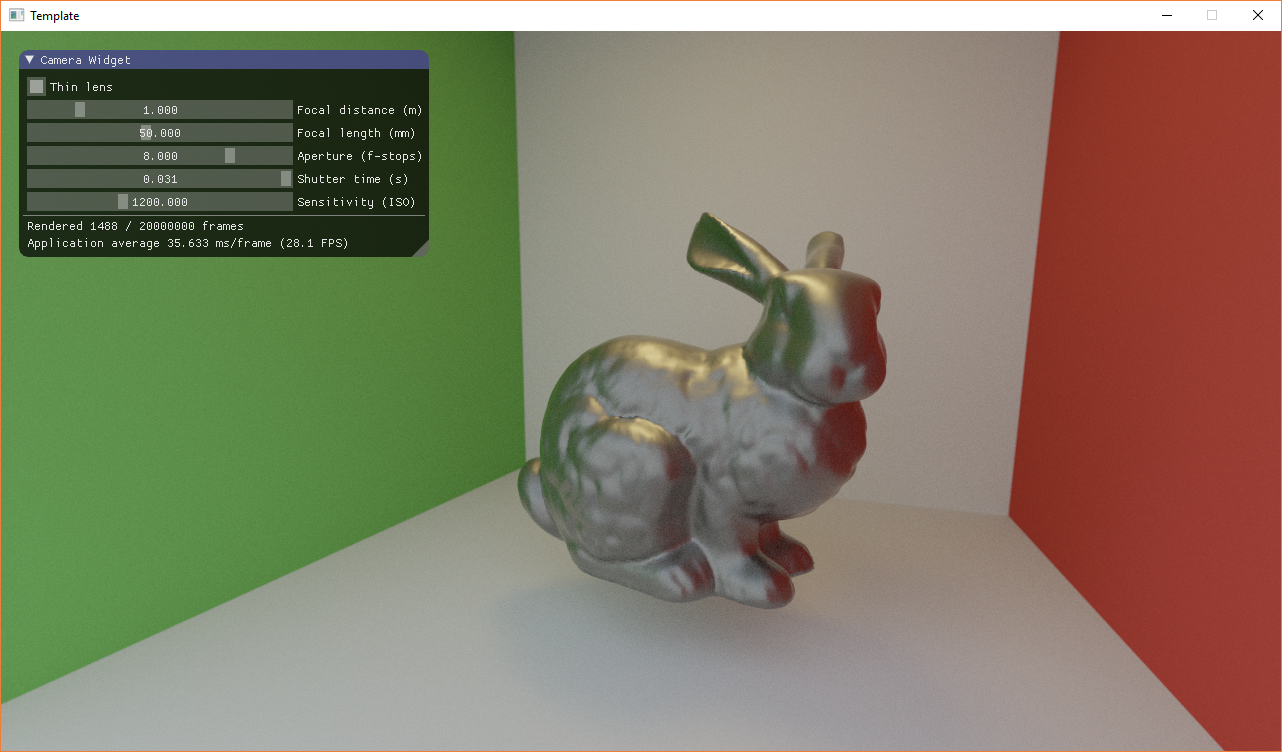 Template
Camera Widget
Thin lens
1.000 Focal distance (m)
50.000 Focal length (mm)
8.000 Aperture (f-stops)
0.031 Shutter time (s)
1200.000 Sensitivity (ISO)
Rendered 1488 / 20000000 frames
Application average 35.633 ms/frame (28.1 FPS)